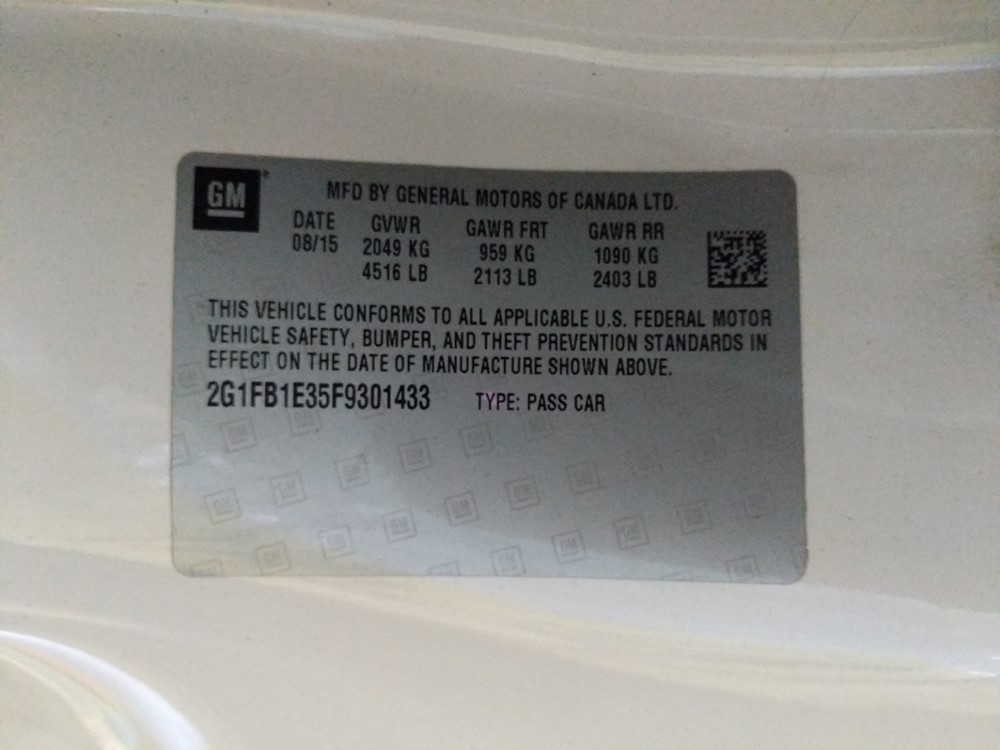 GM
MFD BY GENERAL MOTORS OF CANADA LTD.
DATE GVWR GAWR FRT GAWR RR
08/15 2049 KG 959 KG 1090 KG
4516 LB 2113 LB 2403 LB
THIS VEHICLE CONFORMS TO ALL APPLICABLE U.S. FEDERAL MOTOR
VEHICLE SAFETY, BUMPER, AND THEFT PREVENTION STANDARDS IN
EFFECT ON THE DATE OF MANUFACTURE SHOWN ABOVE.
2G1FB1E35F9301433 TYPE: PASS CAR